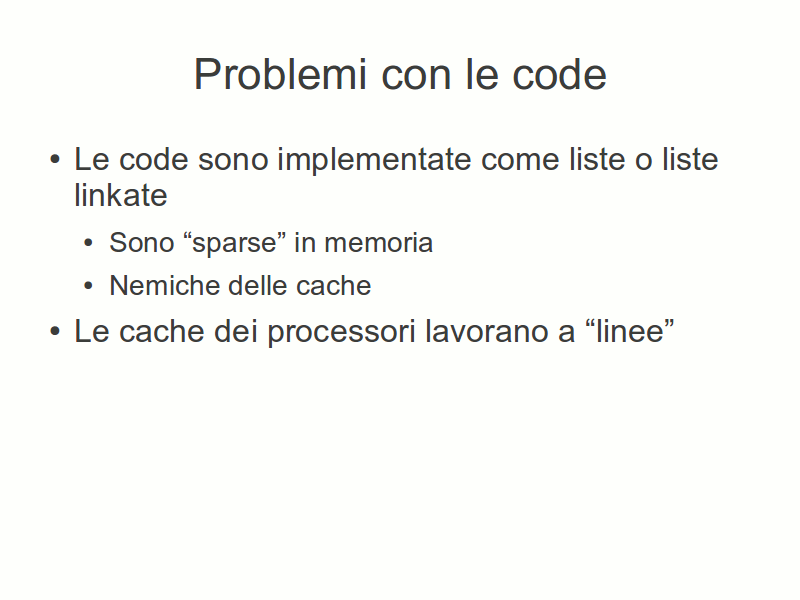 Problemi con le code
• Le code sono implementate come liste o liste
linkate
• Sono “sparse” in memoria
• Nemiche delle cache
• Le cache dei processori lavorano a “linee”